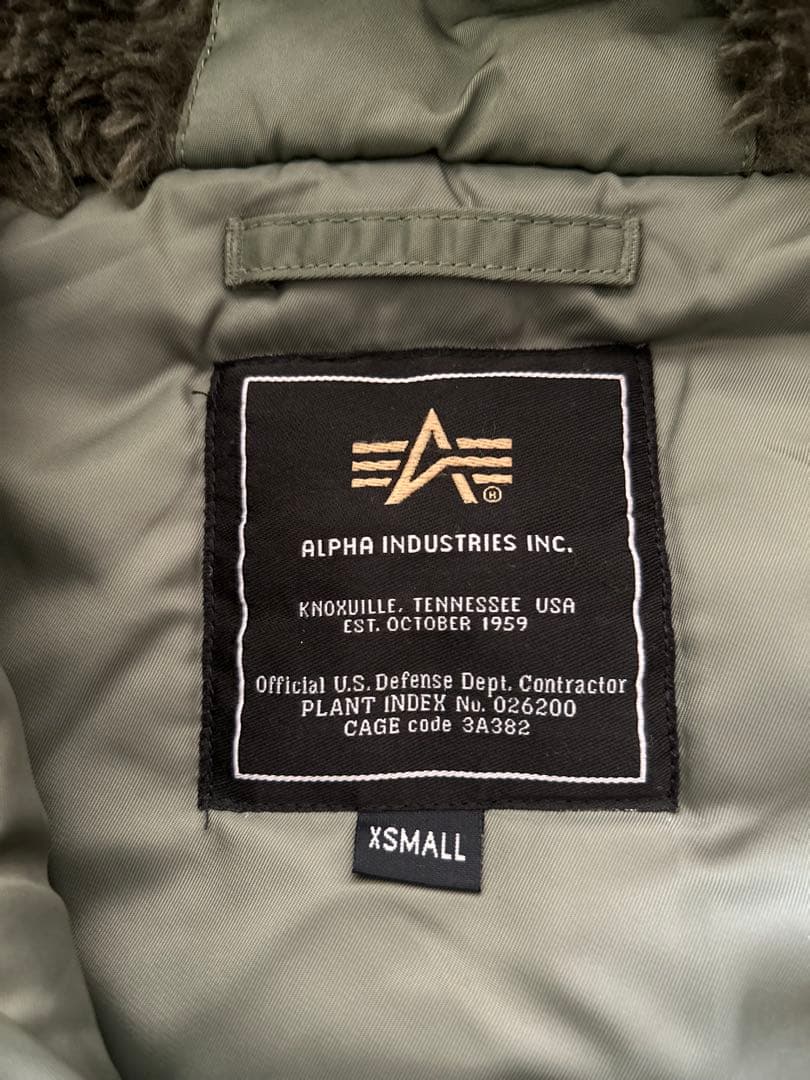 ALPHA INDUSTRIES INC.
KNOXUILLE, TENNESSEE USA
EST. OCTOBER 1959
Official U.S. Defense Dept. Contractor
PLANT INDEX No. 026200
CAGE code 3A382
XSMALL